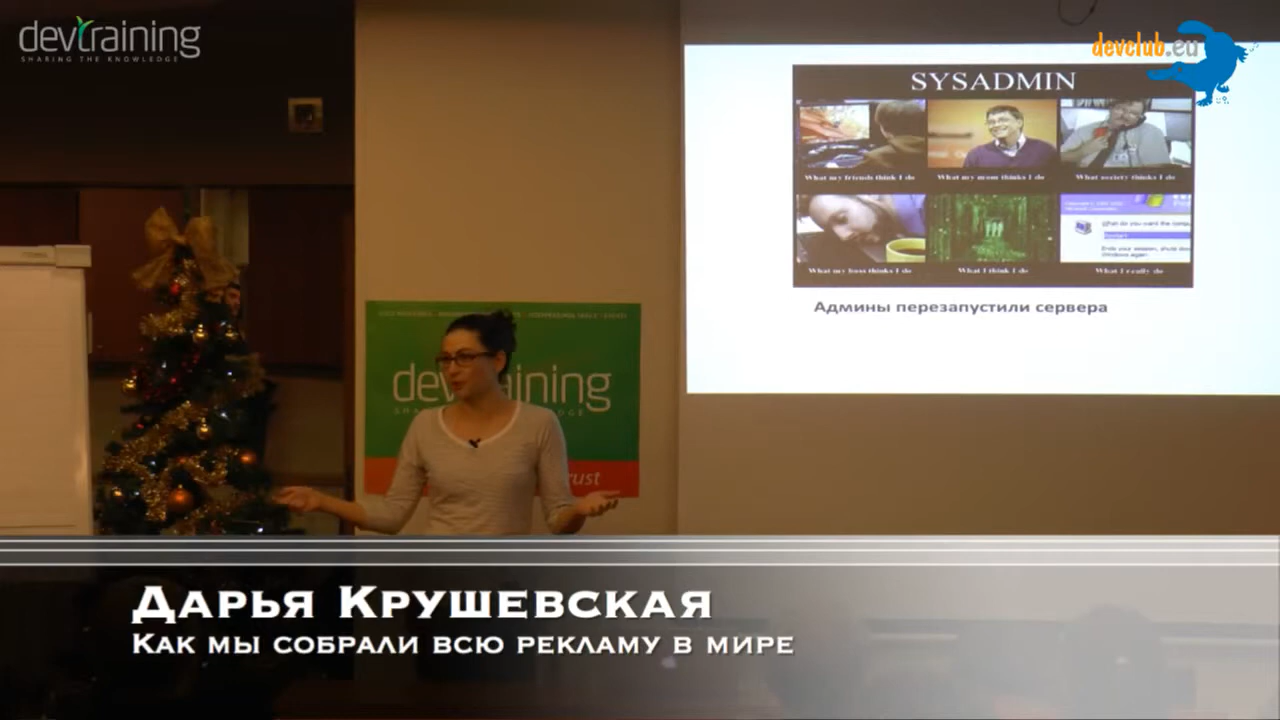 devtraining
SHARING THE KNOWLEDGE
devclub.eu
SYSADMIN
What my friends think I do
What my mom thinks I do
What society thinks I do
What my boss thinks I do
What I think I do
What I really do
Админы перезапустили сервера
devtraining
rust
Дарья Крушевская
Как мы собрали всю рекламу в мире